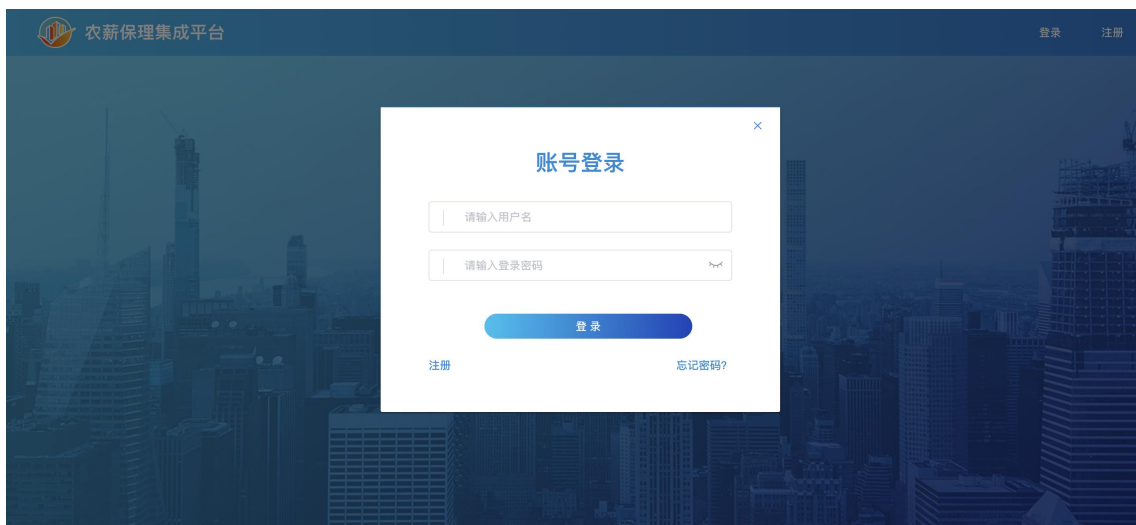 农薪保理集成平台
登录 注册
账号登录
请输入用户名
请输入登录密码
登 录
注册 忘记密码?